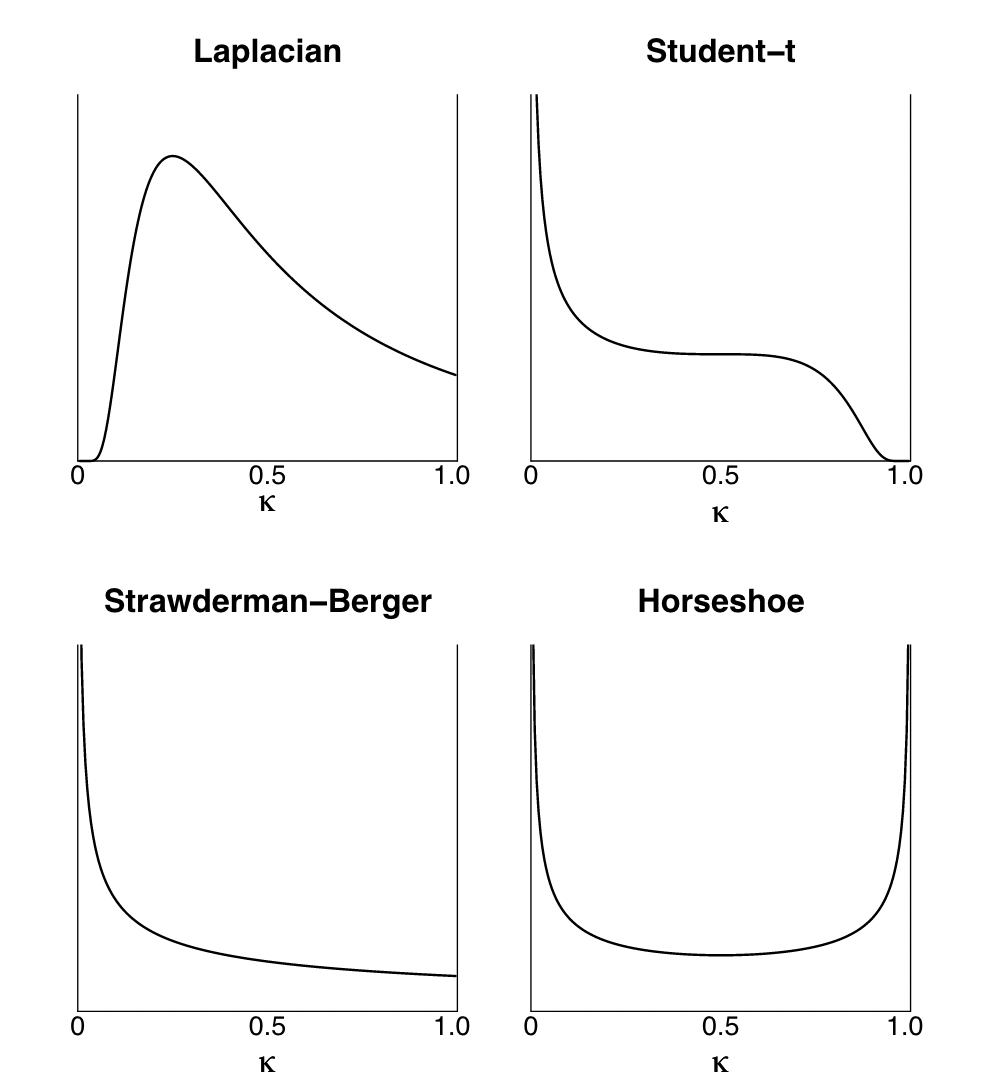 Laplacian
0 0.5 1.0
κ
Student–t
0 0.5 1.0
κ
Strawderman–Berger
0 0.5 1.0
κ
Horseshoe
0 0.5 1.0
κ